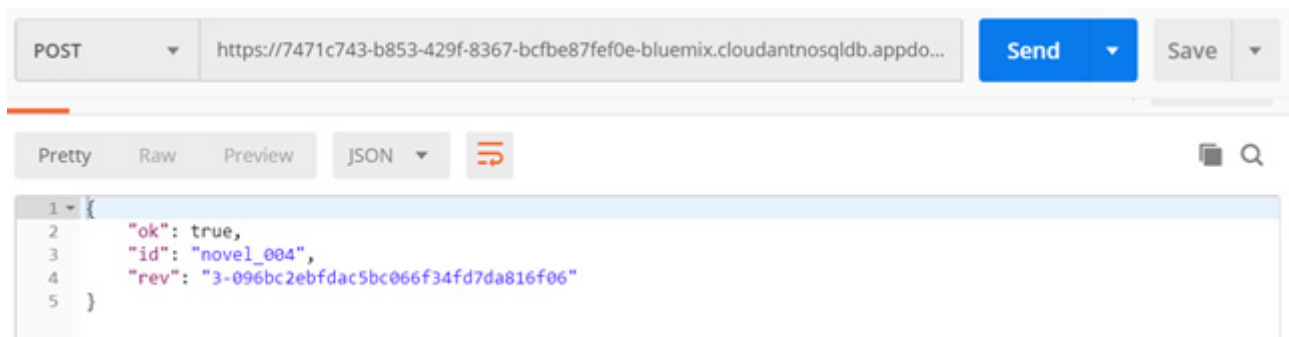 POST https://7471c743-b853-429f-8367-bcfbe87fef0e-bluemix.cloudantnosqldb.appdo... Send Save
Pretty Raw Preview JSON
1 {
2 "ok": true,
3 "id": "novel_004",
4 "rev": "3-096bc2ebfdac5bc066f34fd7da816f06"
5 }